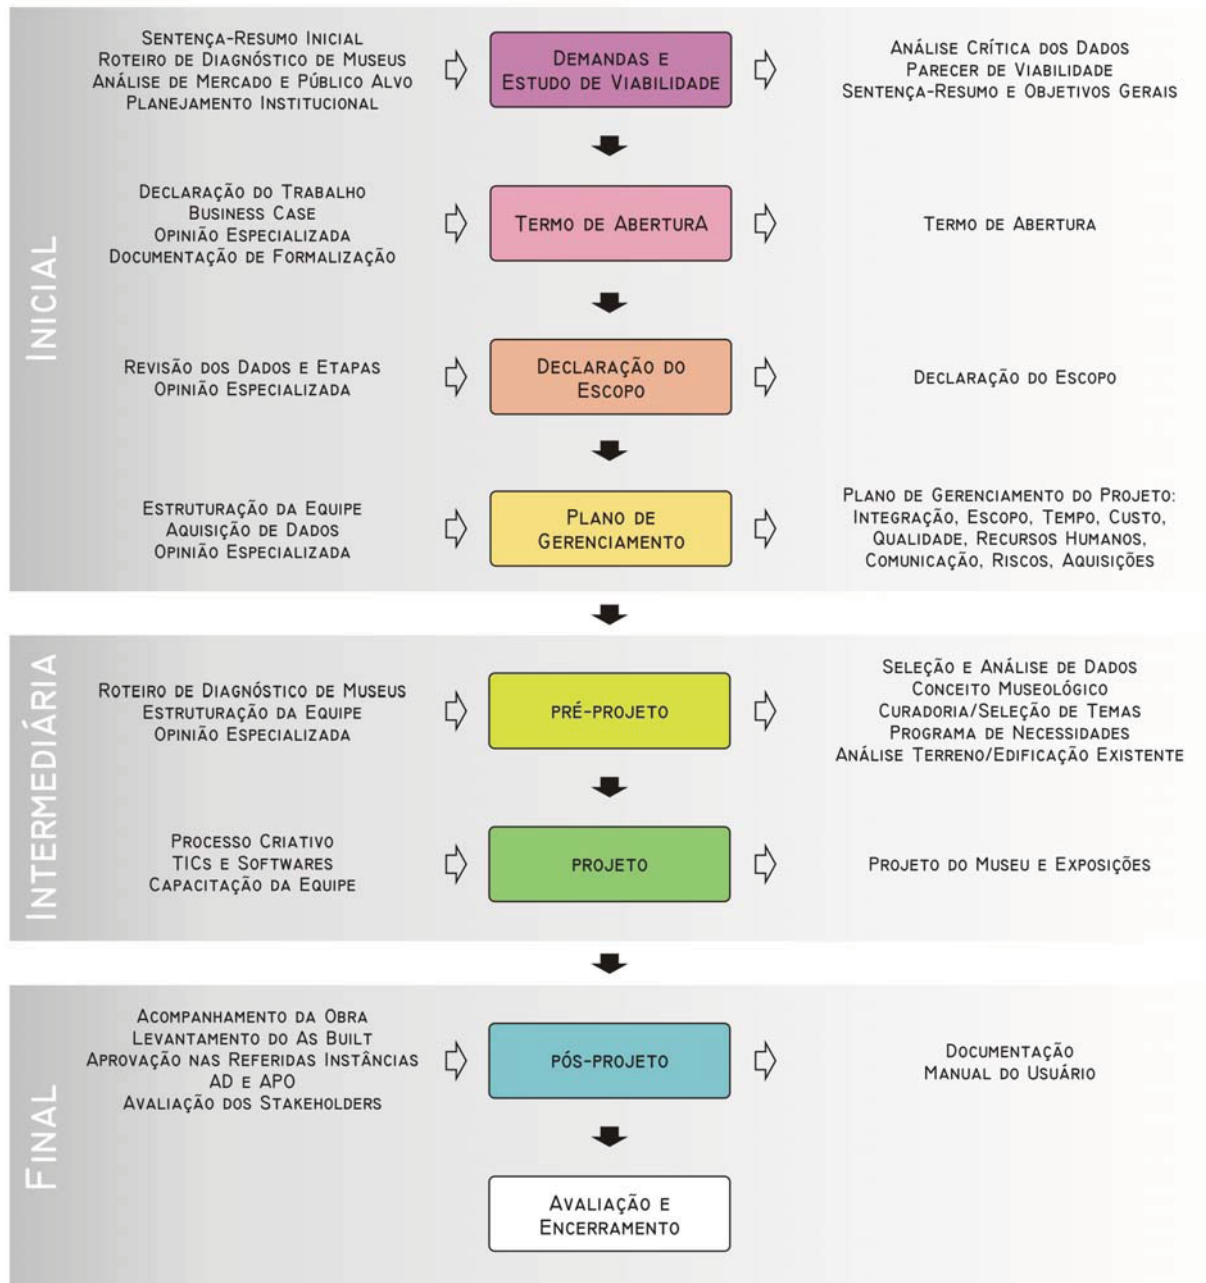 INICIAL
SENTENÇA-RESUMO INICIAL
ROTEIRO DE DIAGNÓSTICO DE MUSEUS
ANÁLISE DE MERCADO E PÚBLICO ALVO
PLANEJAMENTO INSTITUCIONAL
DEMANDAS E
ESTUDO DE VIABILIDADE
ANÁLISE CRÍTICA DOS DADOS
PARECER DE VIABILIDADE
SENTENÇA-RESUMO E OBJETIVOS GERAIS
DECLARAÇÃO DO TRABALHO
BUSINESS CASE
OPINIÃO ESPECIALIZADA
DOCUMENTAÇÃO DE FORMALIZAÇÃO
TERMO DE ABERTURA
TERMO DE ABERTURA
REVISÃO DOS DADOS E ETAPAS
OPINIÃO ESPECIALIZADA
DECLARAÇÃO DO
ESCOPO
DECLARAÇÃO DO ESCOPO
ESTRUTURAÇÃO DA EQUIPE
AQUISIÇÃO DE DADOS
OPINIÃO ESPECIALIZADA
PLANO DE
GERENCIAMENTO
PLANO DE GERENCIAMENTO DO PROJETO:
INTEGRAÇÃO, ESCOPO, TEMPO, CUSTO,
QUALIDADE, RECURSOS HUMANOS,
COMUNICAÇÃO, RISCOS, AQUISIÇÕES
INTERMEDIÁRIA
ROTEIRO DE DIAGNÓSTICO DE MUSEUS
ESTRUTURAÇÃO DA EQUIPE
OPINIÃO ESPECIALIZADA
PRÉ-PROJETO
SELEÇÃO E ANÁLISE DE DADOS
CONCEITO MUSEOLÓGICO
CURADORIA/SELEÇÃO DE TEMAS
PROGRAMA DE NECESSIDADES
ANÁLISE TERRENO/EDIFICAÇÃO EXISTENTE
PROCESSO CRIATIVO
TICS E SOFTWARES
CAPACITAÇÃO DA EQUIPE
PROJETO
PROJETO DO MUSEU E EXPOSIÇÕES
FINAL
ACOMPANHAMENTO DA OBRA
LEVANTAMENTO DO AS BUILT
APROVAÇÃO NAS REFERIDAS INSTÂNCIAS
AD E APO
AVALIAÇÃO DOS STAKEHOLDERS
PÓS-PROJETO
DOCUMENTAÇÃO
MANUAL DO USUÁRIO
AVALIAÇÃO E
ENCERRAMENTO